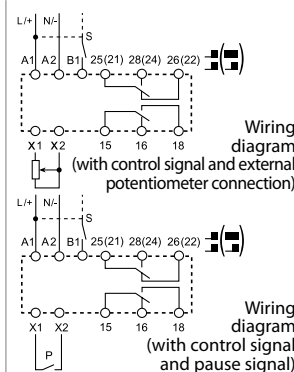 L/+ N/-
S
A1 A2 B1 25(21) 28(24) 26(22)
X1 X2 15 16 18
Wiring
diagram
(with control signal and external
potentiometer connection)
L/+ N/-
S
A1 A2 B1 25(21) 28(24) 26(22)
X1 X2 15 16 18
P
Wiring
diagram
(with control signal
and pause signal)